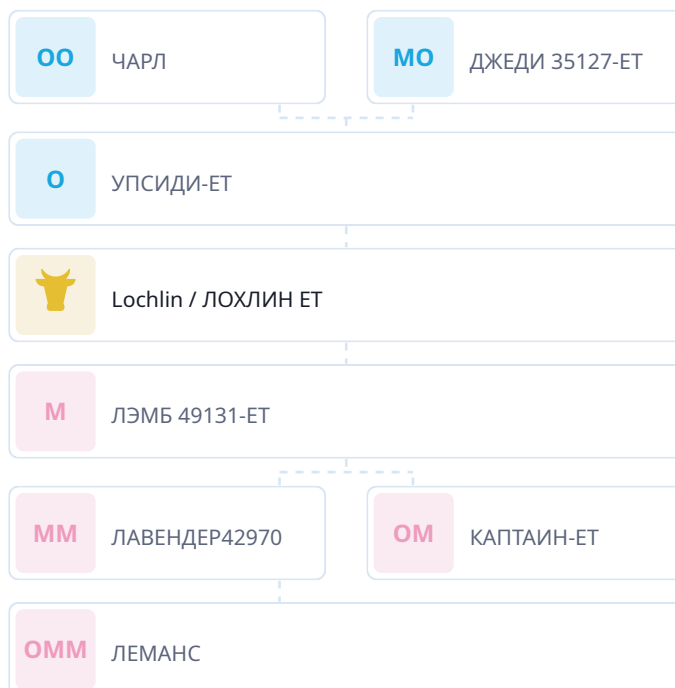 ОО ЧАРЛ
МО ДЖЕДИ 35127-ЕТ
О УПСИДИ-ЕТ
Lochlin / ЛОХЛИН ЕТ
М ЛЭМБ 49131-ЕТ
ММ ЛАВЕНДЕР42970
ОМ КАПТАИН-ЕТ
ОММ ЛЕМАНС